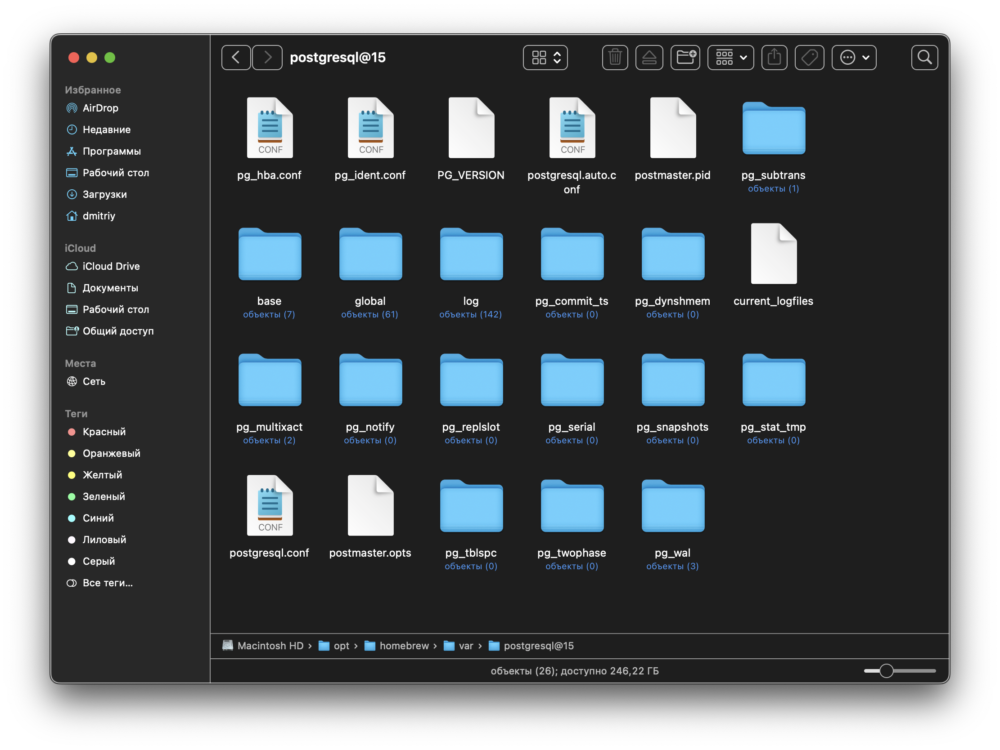 postgresql@15
Избранное
AirDrop
Недавние
Программы
Рабочий стол
Загрузки
dmitriy
iCloud
iCloud Drive
Документы
Рабочий стол
Общий доступ
Места
Сеть
Теги
Красный
Оранжевый
Желтый
Зеленый
Синий
Лиловый
Серый
Все теги...
CONF CONF CONF
pg_hba.conf pg_ident.conf PG_VERSION postgresql.auto.c postmaster.pid pg_subtrans
onf объекты (1)
base global log pg_commit_ts pg_dynshmem current_logfiles
объекты (7) объекты (61) объекты (142) объекты (0) объекты (0)
pg_multixact pg_notify pg_replslot pg_serial pg_snapshots pg_stat_tmp
объекты (2) объекты (0) объекты (0) объекты (0) объекты (0) объекты (0)
CONF
postgresql.conf postmaster.opts pg_tblspc pg_twophase pg_wal
объекты (0) объекты (0) объекты (3)
Macintosh HD › opt › homebrew › var › postgresql@15
объекты (26); доступно 246,22 ГБ